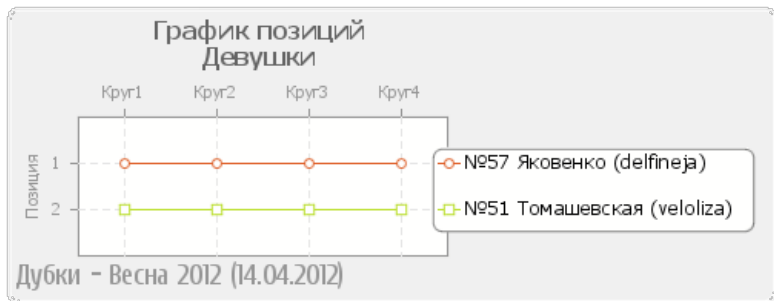 График позиций
Девушки
Круг1 Круг2 Круг3 Круг4
Позиция
1
2
№57 Яковенко (delfineja)
№51 Томашевская (veloliza)
Дубки - Весна 2012 (14.04.2012)